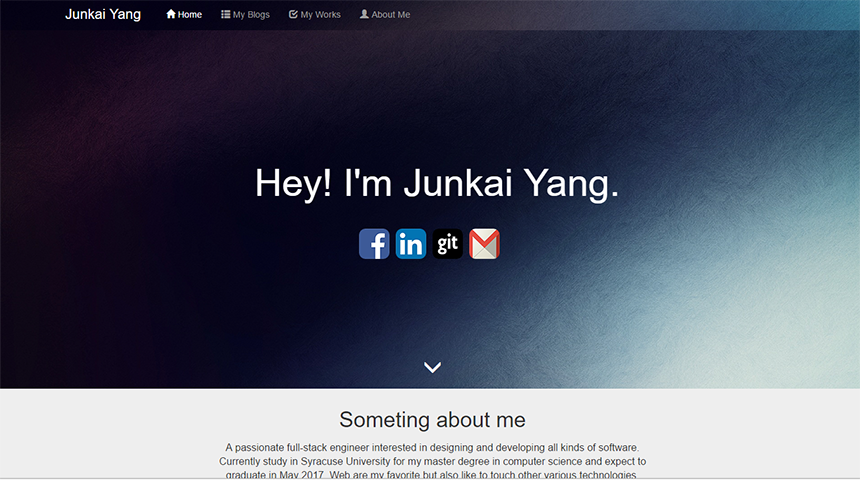 Junkai Yang Home My Blogs My Works About Me
Hey! I'm Junkai Yang.
f in git M
Someting about me
A passionate full-stack engineer interested in designing and developing all kinds of software.
Currently study in Syracuse University for my master degree in computer science and expect to
graduate in May 2017. Web are my favorite but also like to touch other various technologies